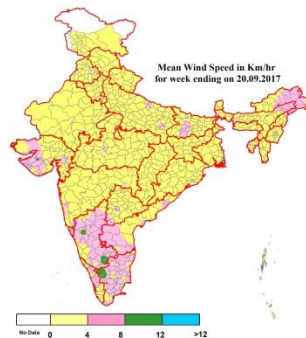 Mean Wind Speed in Km/hr
for week ending on 20.09.2017
No Data 0 4 8 12 >12